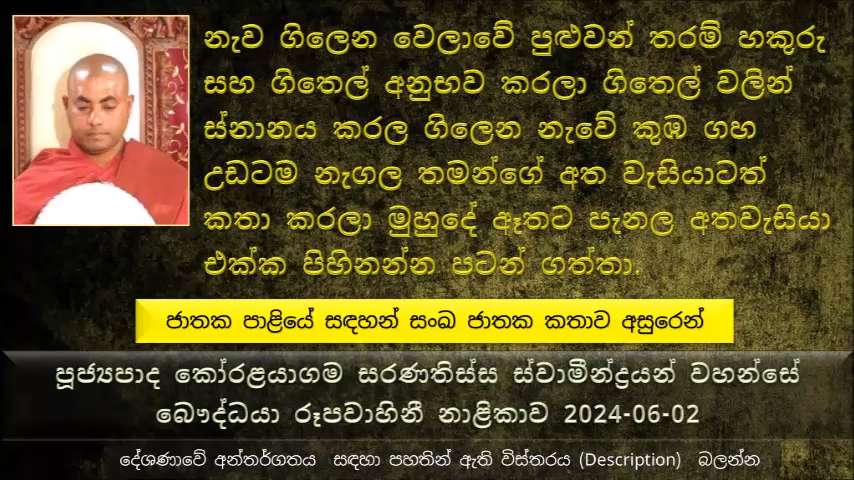 නැව ගිලෙන වෙලාවේ පුළුවන් තරම් හකුරු
සහ ගිතෙල් අනුභව කරලා ගිතෙල් වලින්
ස්නානය කරල ගිලෙන නැවේ කුඹ ගහ
උඩටම නැගල තමන්ගේ අත වැසියාටත්
කතා කරලා මුහුදේ ඈතට පැනල අතවැසියා
එක්ක පිහිනන්න පටන් ගත්තා.
ජාතක පාළියේ සඳහන් සංඛ ජාතක කතාව අසුරෙන්
පූජ්‍යපාද කෝරළයාගම සරණතිස්ස ස්වාමීන්ද්‍රයන් වහන්සේ
බෞද්ධයා රූපවාහිනී නාළිකාව 2024-06-02
දේශණාවේ අන්තර්ගතය සඳහා පහතින් ඇති විස්තරය (Description) බලන්න